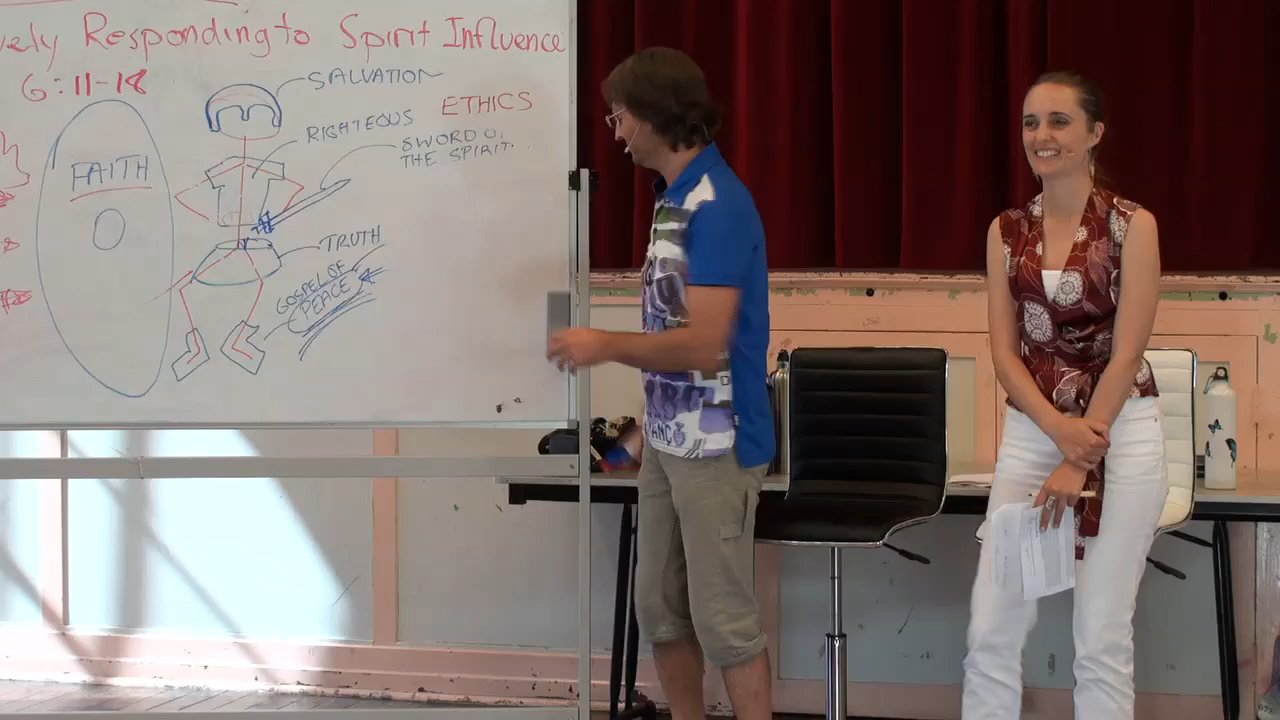 vely Responding to Spirit Influence
6:11-18
SALVATION
ETHICS
RIGHTEOUS
SWORD O.
THE SPIRIT.
FAITH
TRUTH
GOSPEL OF
PEACE